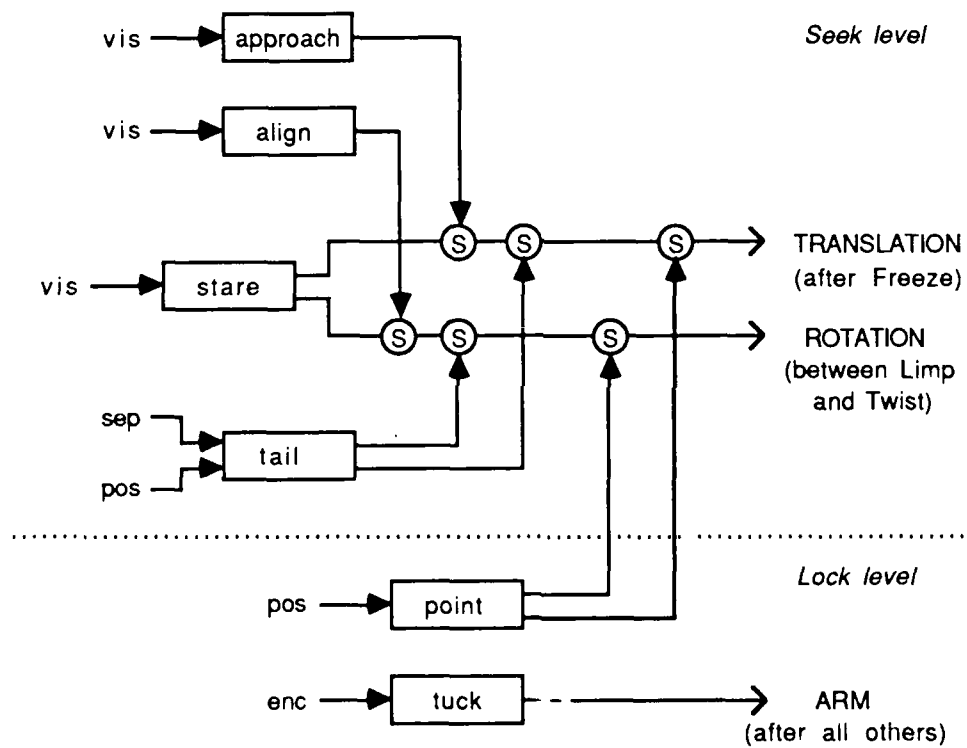 vis
approach
Seek level
vis
align
S
S
S
TRANSLATION
(after Freeze)
vis
stare
S
S
S
ROTATION
(between Limp
and Twist)
sep
tail
pos
Lock level
pos
point
enc
tuck
ARM
(after all others)